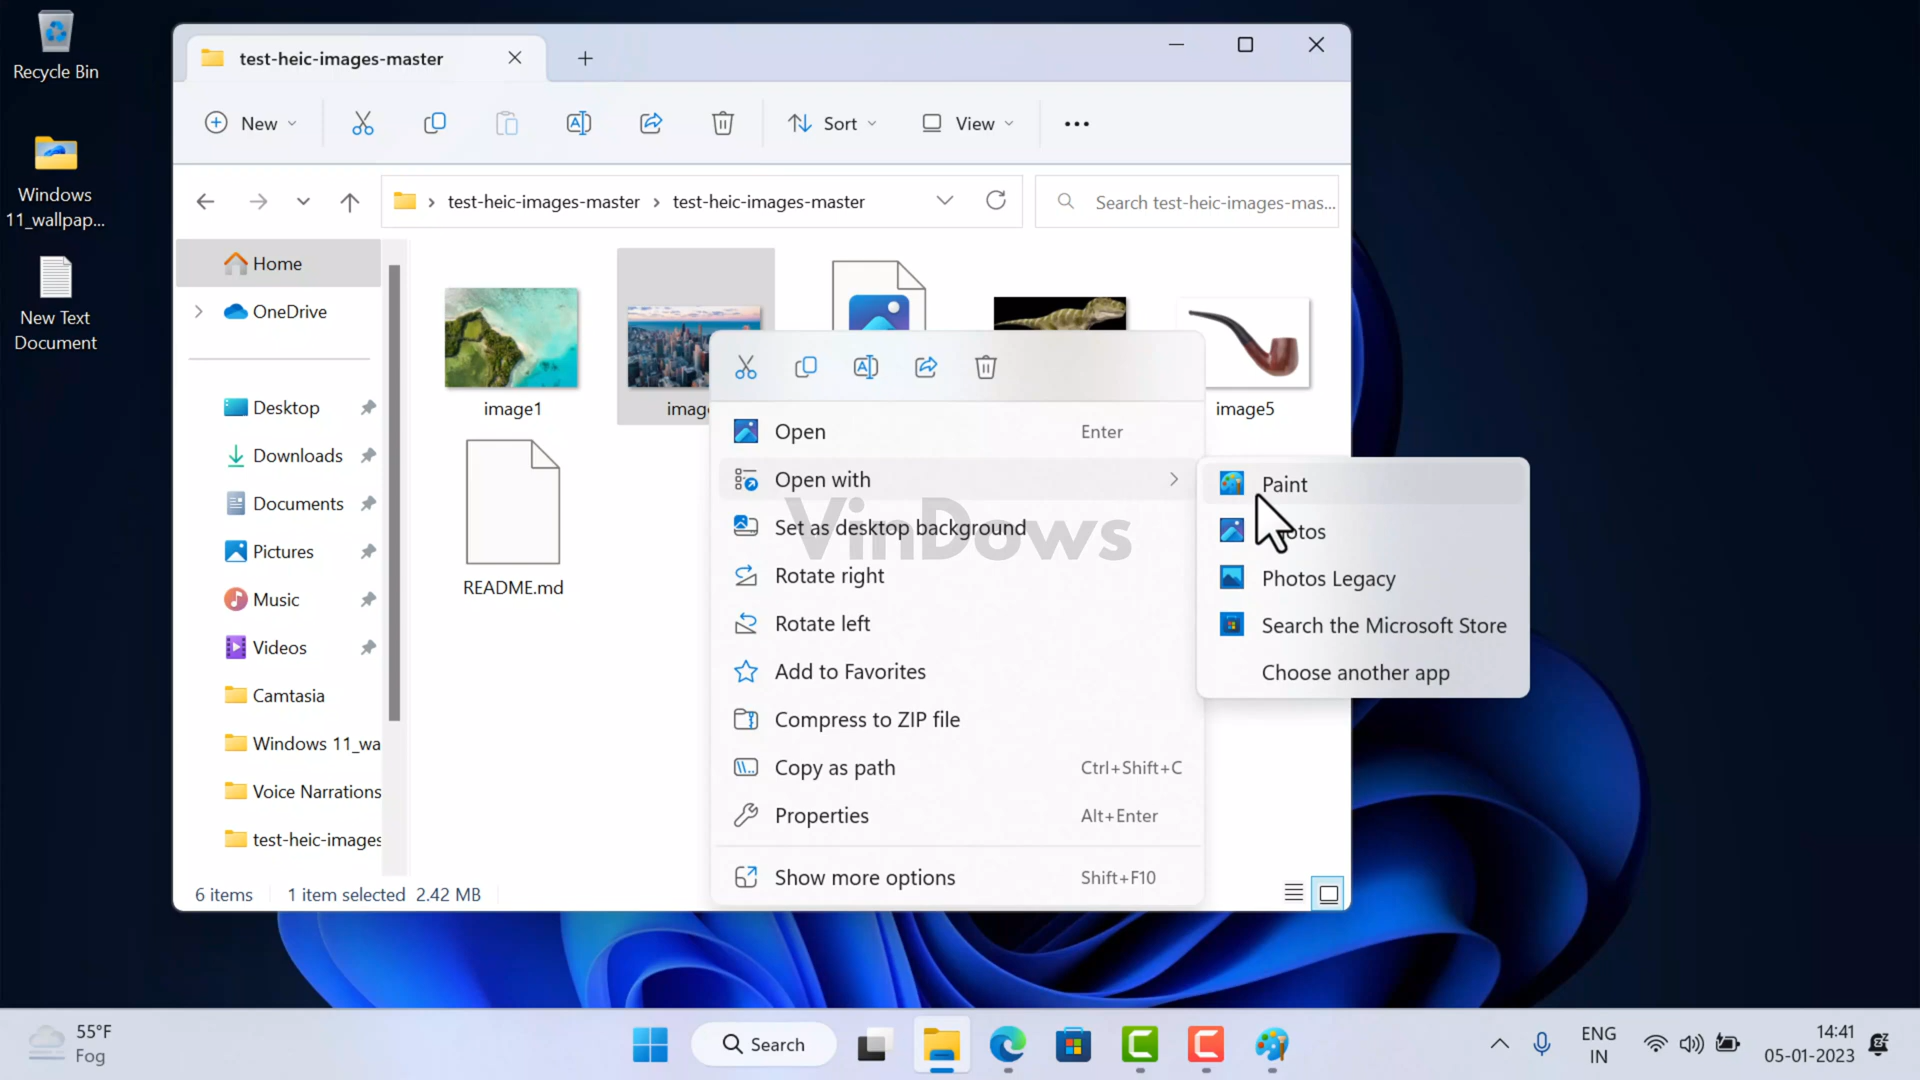 Recycle Bin
Windows
11_wallpap...
New Text
Document
test-heic-images-master
New
Sort
View
test-heic-images-master
test-heic-images-master
Search test-heic-images-mas...
Home
OneDrive
Desktop
Downloads
Documents
Pictures
Music
Videos
Camtasia
Windows 11_wa
Voice Narrations
test-heic-images
image1
image5
README.md
Open Enter
Open with
Set as desktop background
Rotate right
Rotate left
Add to Favorites
Compress to ZIP file
Copy as path Ctrl+Shift+C
Properties Alt+Enter
Show more options Shift+F10
VinDows
Paint
Photos Legacy
Search the Microsoft Store
Choose another app
6 items 1 item selected 2.42 MB
55°F
Fog
Search
ENG
IN
14:41
05-01-2023